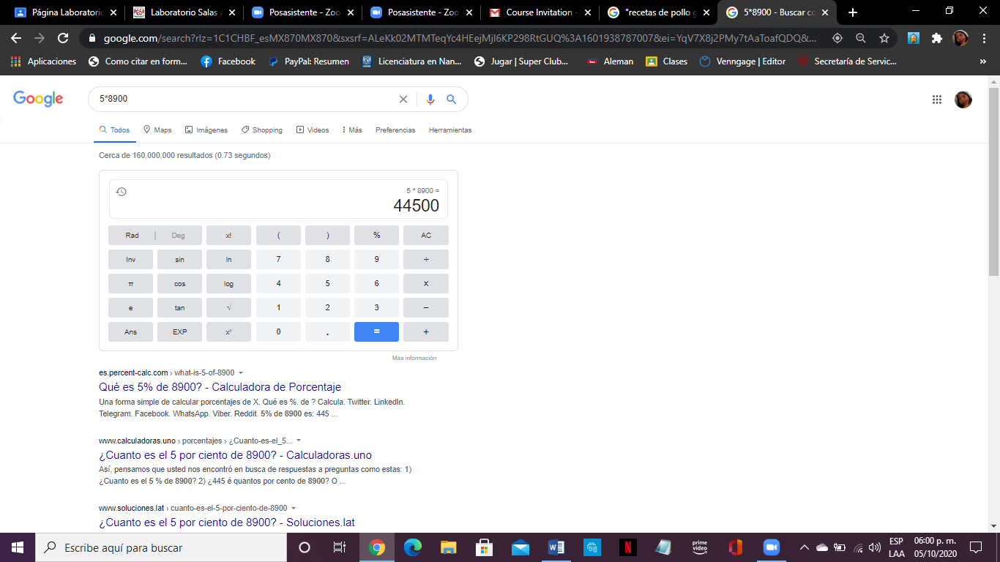 Página Laboratorio
Laboratorio Salas A
Posasistente - Zoo
Posasistente - Zoo
Course Invitation -
"recetas de pollo g
5*8900 - Buscar co
google.com/search?rlz=1C1CHBF_esMX870MX870&sxsrf=ALeKk02MTMTeqYc4HEejMjI6KP298RtGUQ%3A1601938787007&ei=YqV7X8j2PMy7tAaToafQDQ&...
Aplicaciones
Como citar en form...
Facebook
PayPal: Resumen
Licenciatura en Nan...
Jugar | Super Club...
Aleman
Clases
Venngage | Editor
Secretaría de Servic...
»
Google
5*8900
Todos
Maps
Imágenes
Shopping
Videos
Más
Preferencias
Herramientas
Cerca de 160,000,000 resultados (0.73 segundos)
5 * 8900 =
44500
Rad | Deg x! ( ) % AC
Inv sin ln 7 8 9 ÷
π cos log 4 5 6 ×
e tan √ 1 2 3 −
Ans EXP xʸ 0 . = +
Más información
es.percent-calc.com › what-is-5-of-8900
Qué es 5% de 8900? - Calculadora de Porcentaje
Una forma simple de calcular porcentajes de X. Qué es %. de ? Calcula. Twitter. LinkedIn.
Telegram. Facebook. WhatsApp. Viber. Reddit. 5% de 8900 es: 445 ...
www.calculadoras.uno › porcentajes › ¿Cuanto-es-el_5...
¿Cuanto es el 5 por ciento de 8900? - Calculadoras.uno
Así, pensamos que usted nos encontró en busca de respuestas a preguntas como estas: 1)
¿Cuanto es el 5 % de 8900? 2) ¿445 é quantos por cento de 8900? O ...
www.soluciones.lat › cuanto-es-el-5-por-ciento-de-8900
¿Cuanto es el 5 por ciento de 8900? - Soluciones.lat
Escribe aquí para buscar
prime video
ESP
LAA
06:00 p. m.
05/10/2020